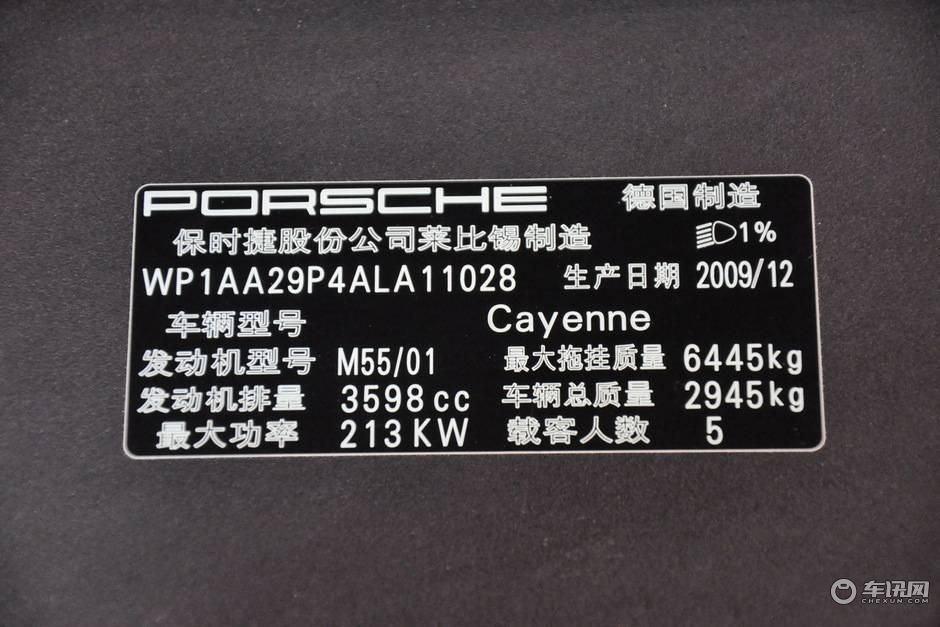 PORSCHE 德国制造
保时捷股份公司莱比锡制造 1%
WP1AA29P4ALA11028 生产日期 2009/12
车辆型号 Cayenne
发动机型号 M55/01 最大拖挂质量 6445kg
发动机排量 3598cc 车辆总质量 2945kg
最大功率 213KW 载客人数 5
车讯网
CHEXUN.COM